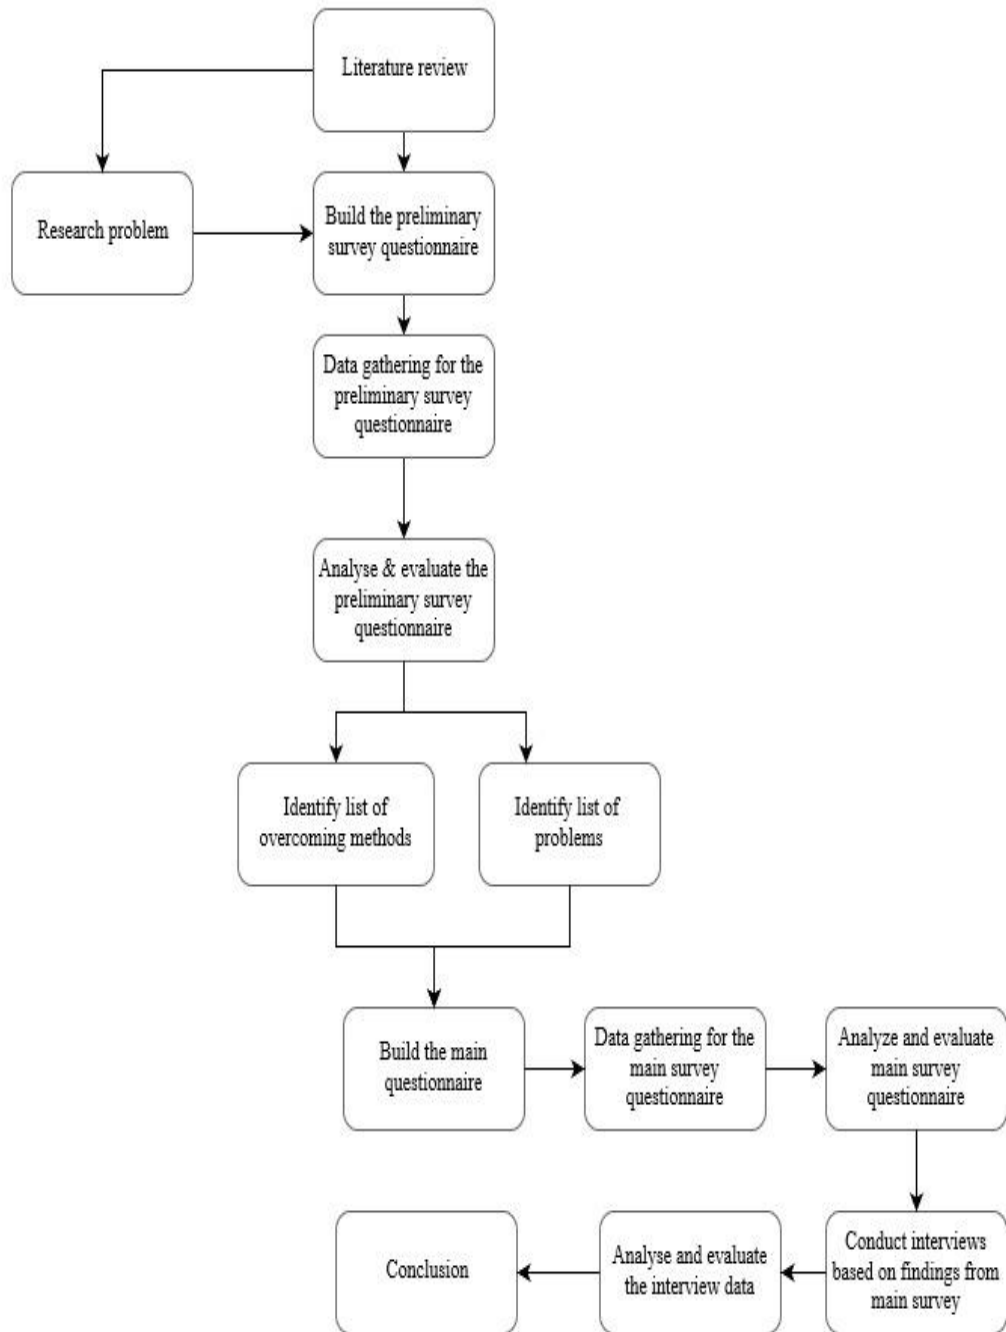 Literature review
Research problem
Build the preliminary
survey questionnaire
Data gathering for the
preliminary survey
questionnaire
Analyse & evaluate the
preliminary survey
questionnaire
Identify list of
overcoming methods
Identify list of
problems
Build the main
questionnaire
Data gathering for the
main survey
questionnaire
Analyze and evaluate
main survey
questionnaire
Conduct interviews
based on findings from
main survey
Analyse and evaluate
the interview data
Conclusion